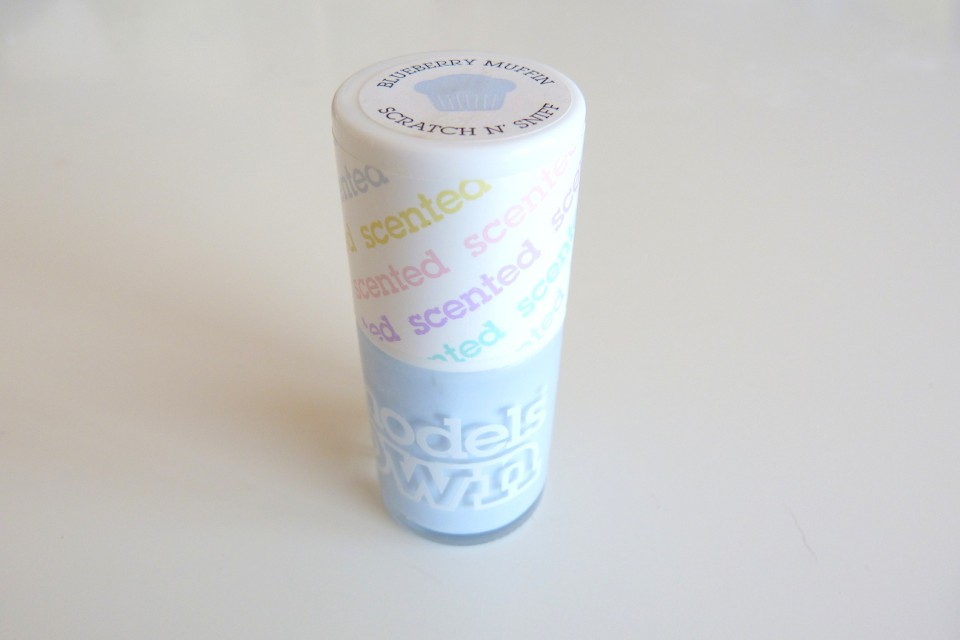 BLUEBERRY MUFFIN
SCRATCH N' SNIFF
scented
scented scented
scented
models
own